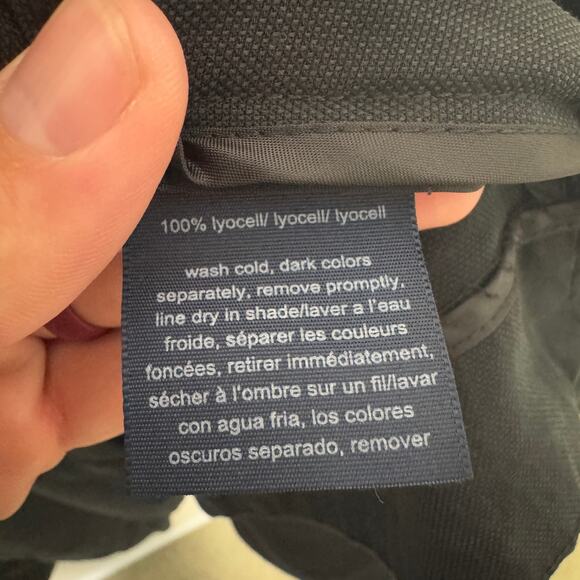 100% lyocell/ lyocell/ lyocell
wash cold, dark colors
separately, remove promptly,
line dry in shade/laver a l'eau
froide, séparer les couleurs
foncées, retirer immédiatement,
sécher à l'ombre sur un fil/lavar
con agua fria, los colores
oscuros separado, remover